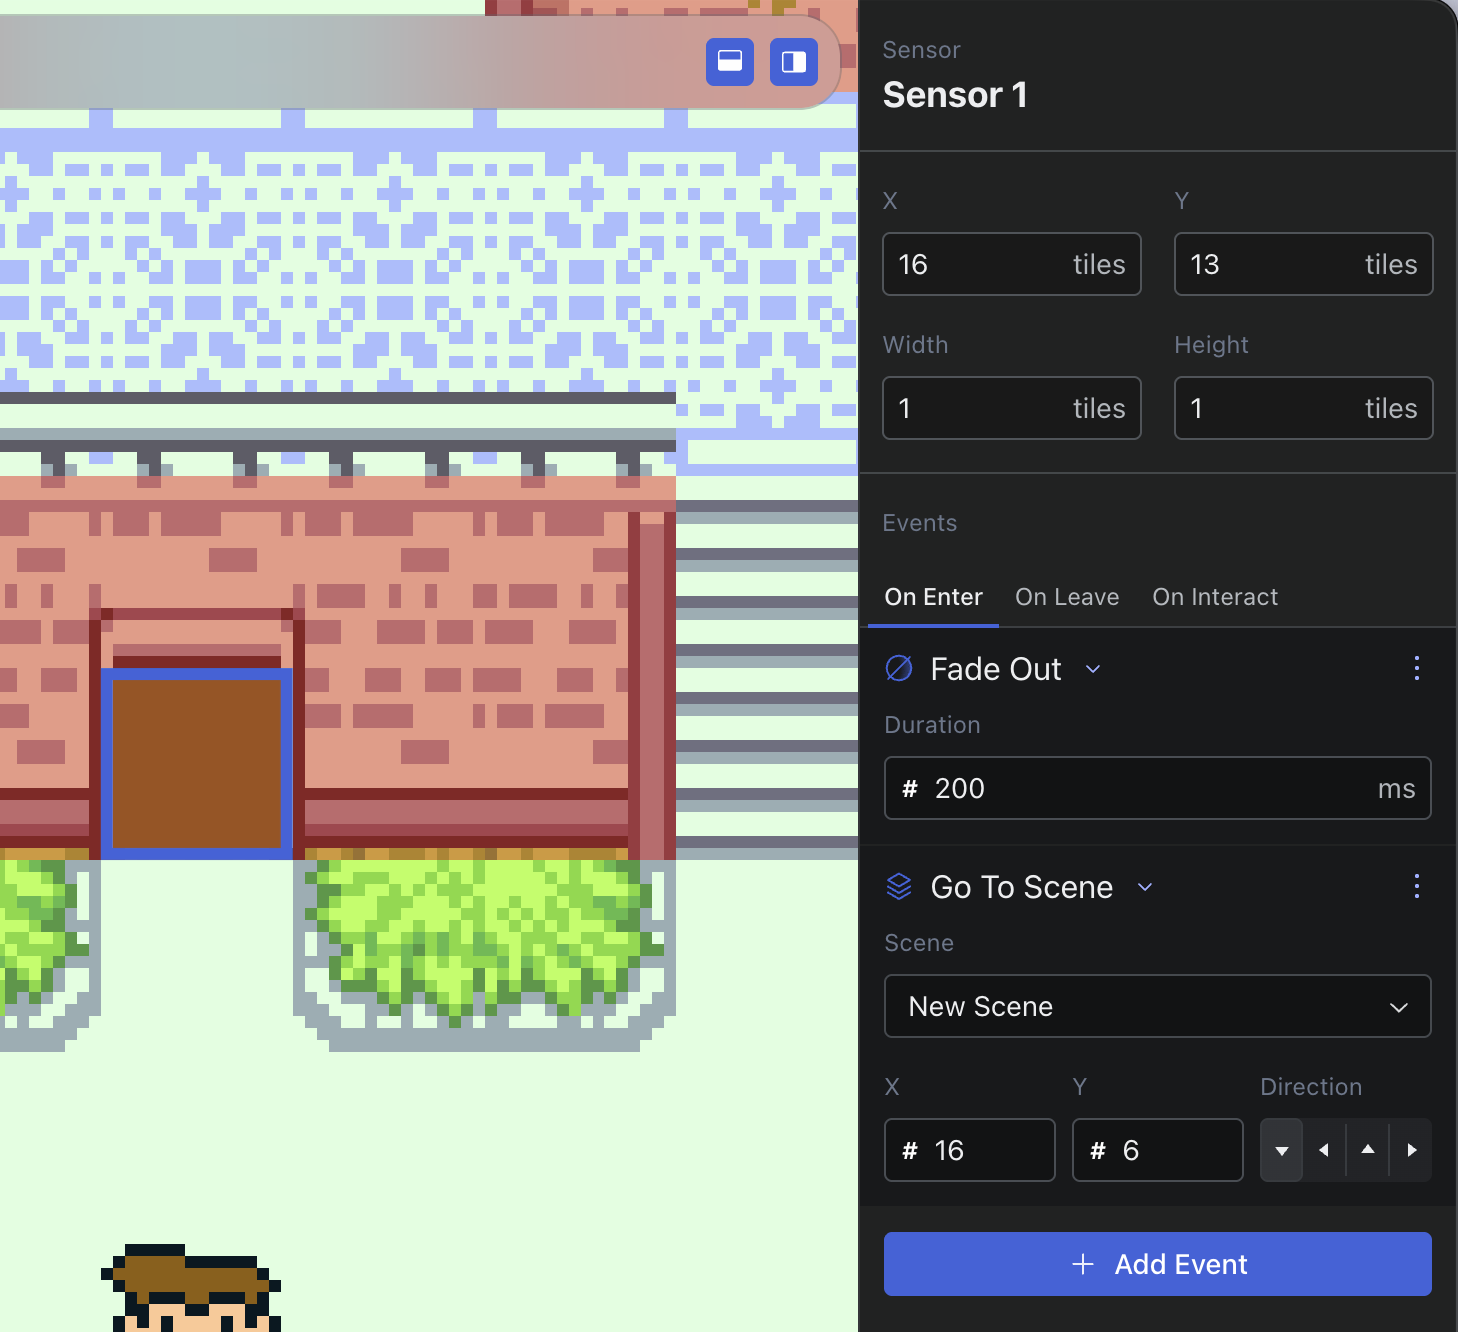 Sensor
Sensor 1
X Y
16 tiles 13 tiles
Width Height
1 tiles 1 tiles
Events
On Enter On Leave On Interact
Fade Out
Duration
# 200 ms
Go To Scene
Scene
New Scene
X Y Direction
# 16 # 6
+ Add Event